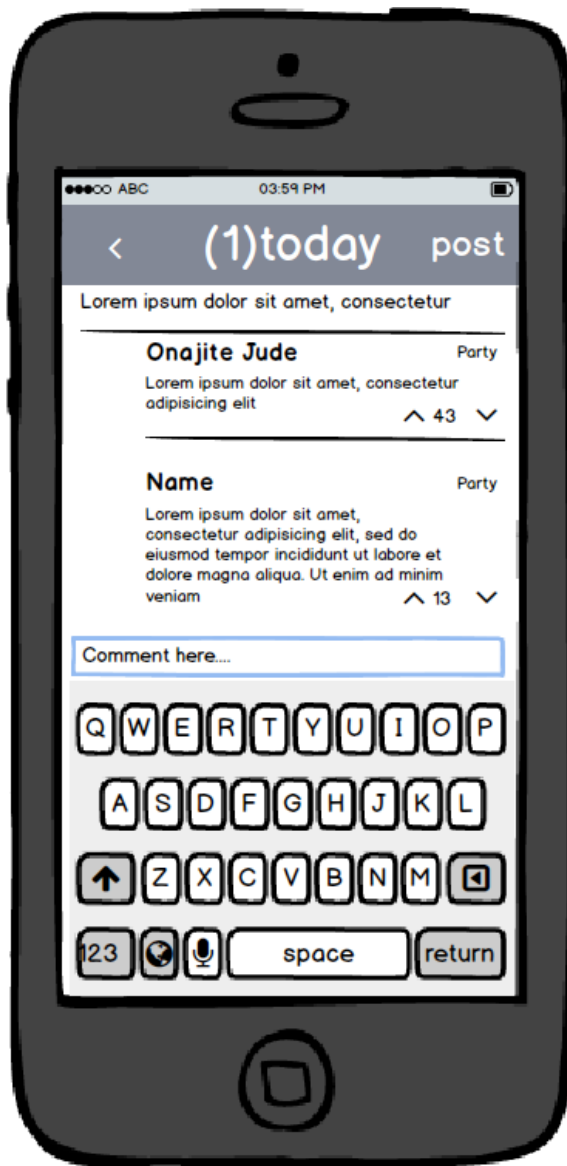 ABC 03:59 PM
< (1)today post
Lorem ipsum dolor sit amet, consectetur
Onajite Jude Party
Lorem ipsum dolor sit amet, consectetur
adipisicing elit
43
Name Party
Lorem ipsum dolor sit amet,
consectetur adipisicing elit, sed do
eiusmod tempor incididunt ut labore et
dolore magna aliqua. Ut enim ad minim
veniam
13
Comment here....
Q W E R T Y U I O P
A S D F G H J K L
Z X C V B N M
123 space return